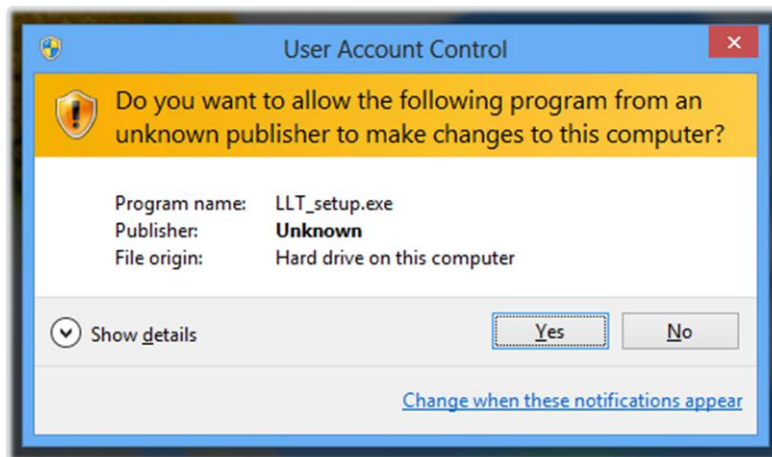 User Account Control
Do you want to allow the following program from an
unknown publisher to make changes to this computer?
Program name: LLT_setup.exe
Publisher: Unknown
File origin: Hard drive on this computer
Show details
Yes
No
Change when these notifications appear